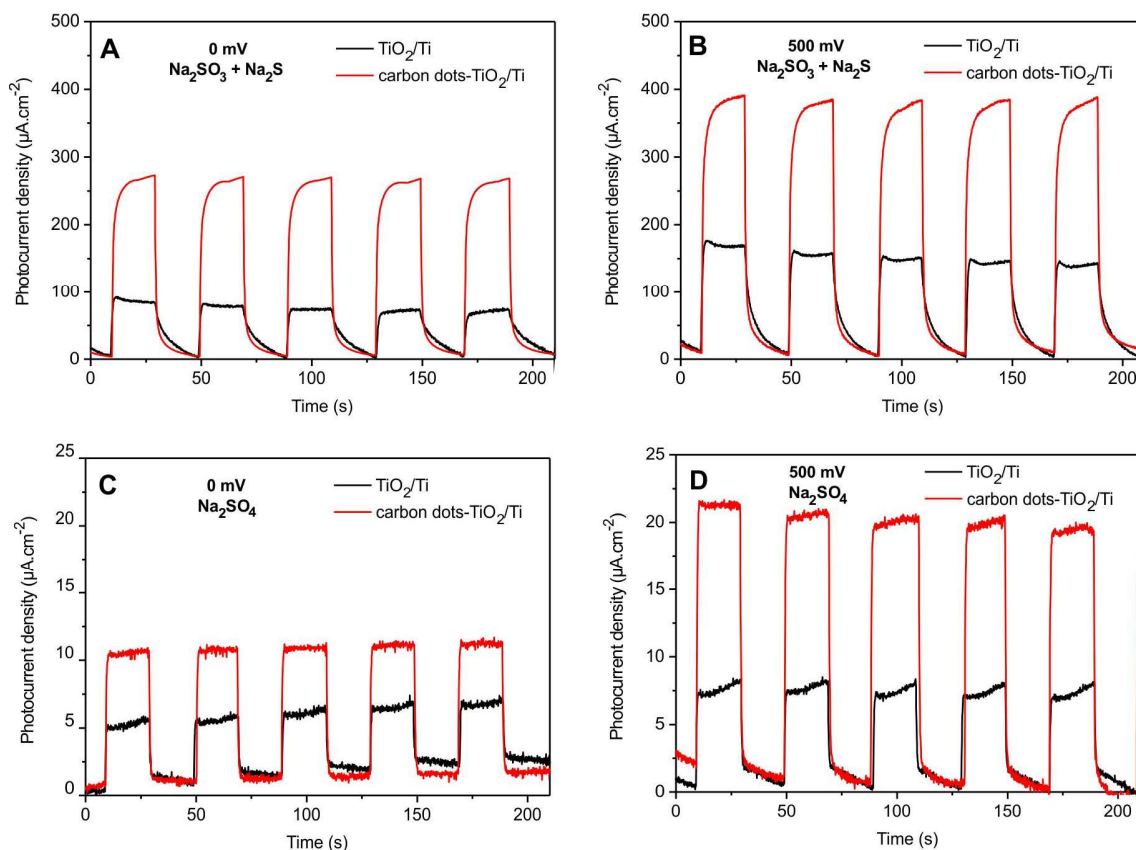 A
0 mV
Na₂SO₃ + Na₂S
TiO₂/Ti
carbon dots-TiO₂/Ti
Photocurrent density (µA.cm⁻²)
500
400
300
200
100
0
0 50 100 150 200
Time (s)
B
500 mV
Na₂SO₃ + Na₂S
TiO₂/Ti
carbon dots-TiO₂/Ti
Photocurrent density (µA.cm⁻²)
500
400
300
200
100
0
0 50 100 150 200
Time (s)
C
0 mV
Na₂SO₄
TiO₂/Ti
carbon dots-TiO₂/Ti
Photocurrent density (µA.cm⁻²)
25
20
15
10
5
0
0 50 100 150 200
Time (s)
D
500 mV
Na₂SO₄
TiO₂/Ti
carbon dots-TiO₂/Ti
Photocurrent density (µA.cm⁻²)
25
20
15
10
5
0
0 50 100 150 200
Time (s)